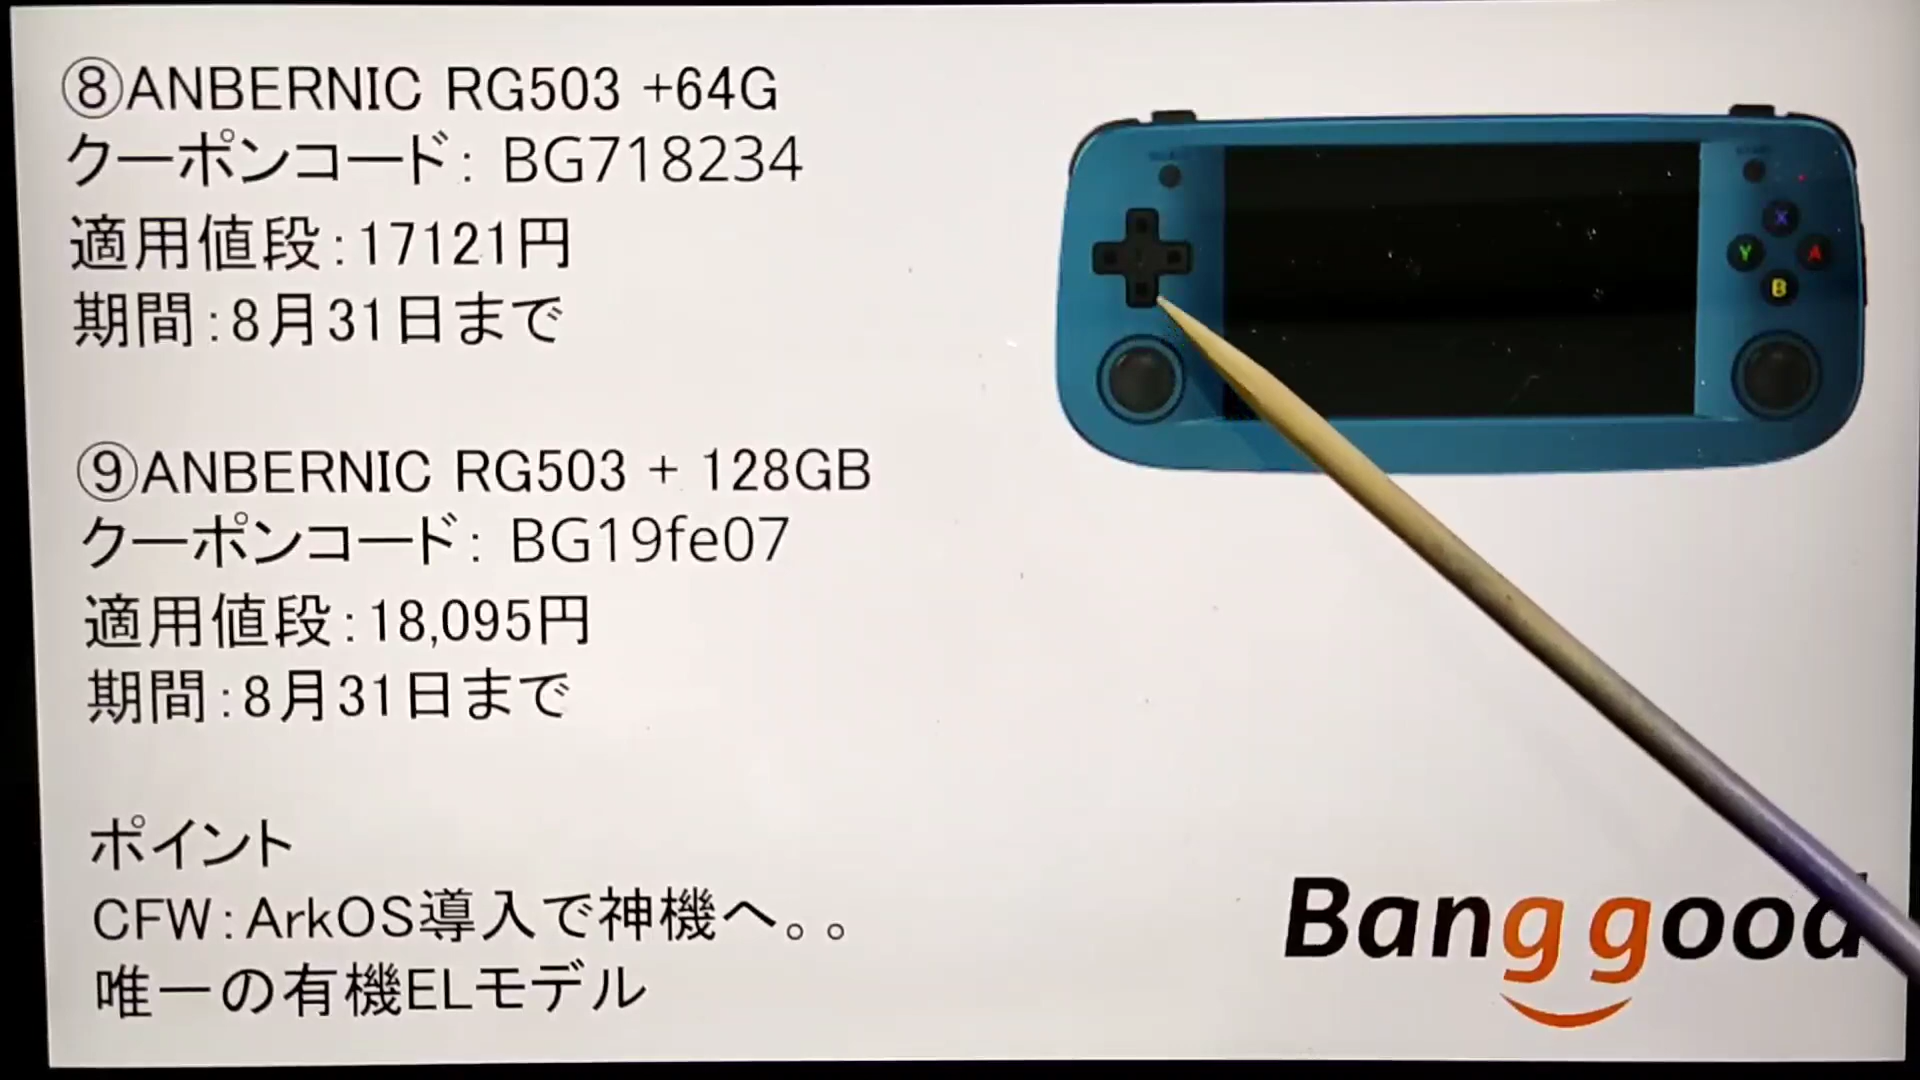 ⑧ANBERNIC RG503 +64G
クーポンコード: BG718234
適用値段:17121円
期間:8月31日まで
⑨ANBERNIC RG503 + 128GB
クーポンコード: BG19fe07
適用値段:18,095円
期間:8月31日まで
ポイント
CFW:ArkOS導入で神機へ。。
唯一の有機ELモデル
X
Y
A
B
Banggood